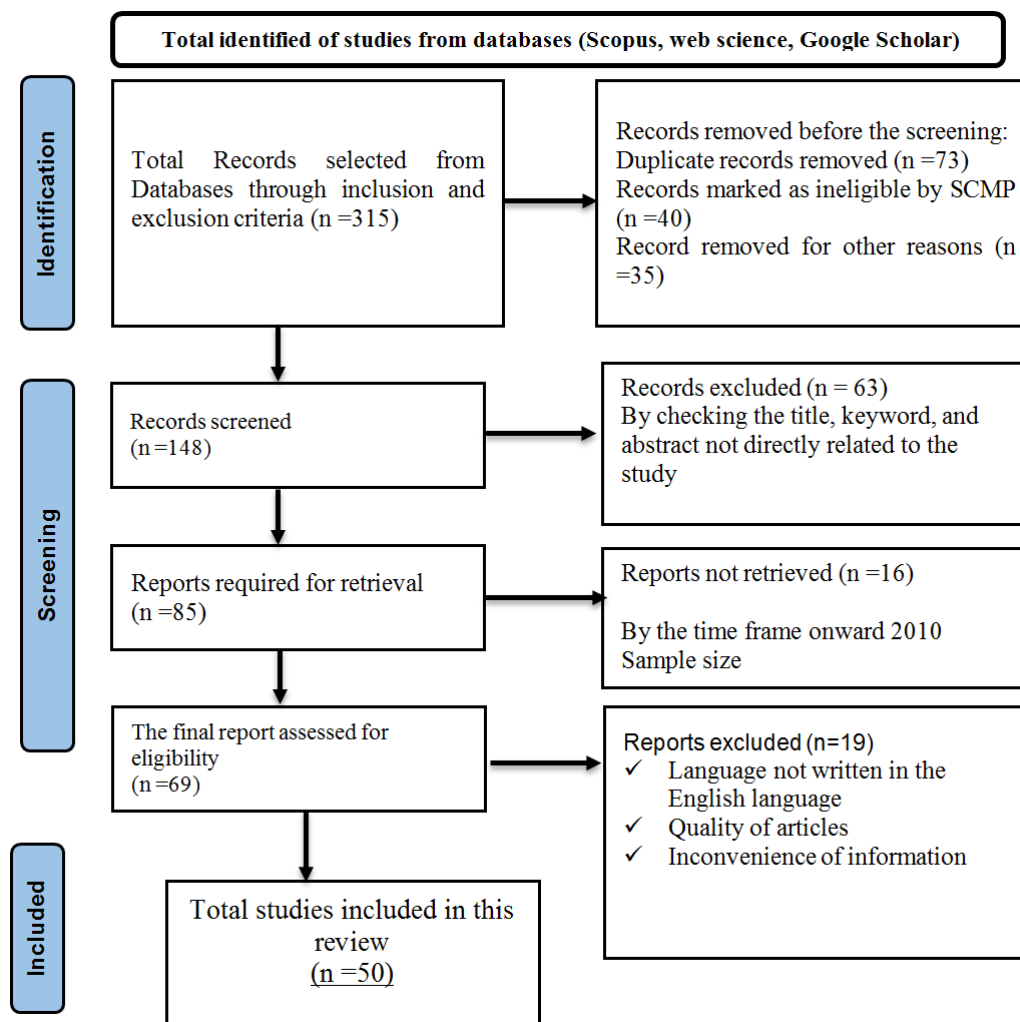 Total identified of studies from databases (Scopus, web science, Google Scholar)
Identification
Total Records selected from
Databases through inclusion and
exclusion criteria (n =315)
Records removed before the screening:
Duplicate records removed (n =73)
Records marked as ineligible by SCMP
(n =40)
Record removed for other reasons (n
=35)
Screening
Records screened
(n =148)
Records excluded (n = 63)
By checking the title, keyword, and
abstract not directly related to the
study
Reports required for retrieval
(n =85)
Reports not retrieved (n =16)
By the time frame onward 2010
Sample size
The final report assessed for
eligibility
(n =69)
Reports excluded (n=19)
✓ Language not written in the
English language
✓ Quality of articles
✓ Inconvenience of information
Included
Total studies included in this
review
(n =50)